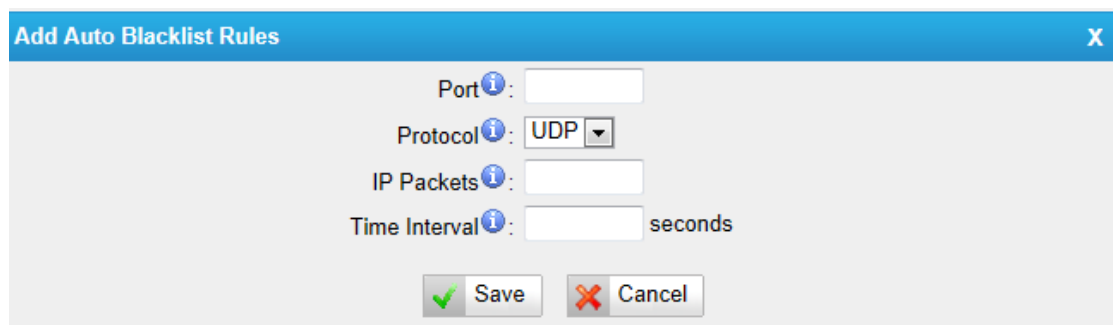 Add Auto Blacklist Rules X
Port i :
Protocol i : UDP
IP Packets i :
Time Interval i : seconds
Save Cancel